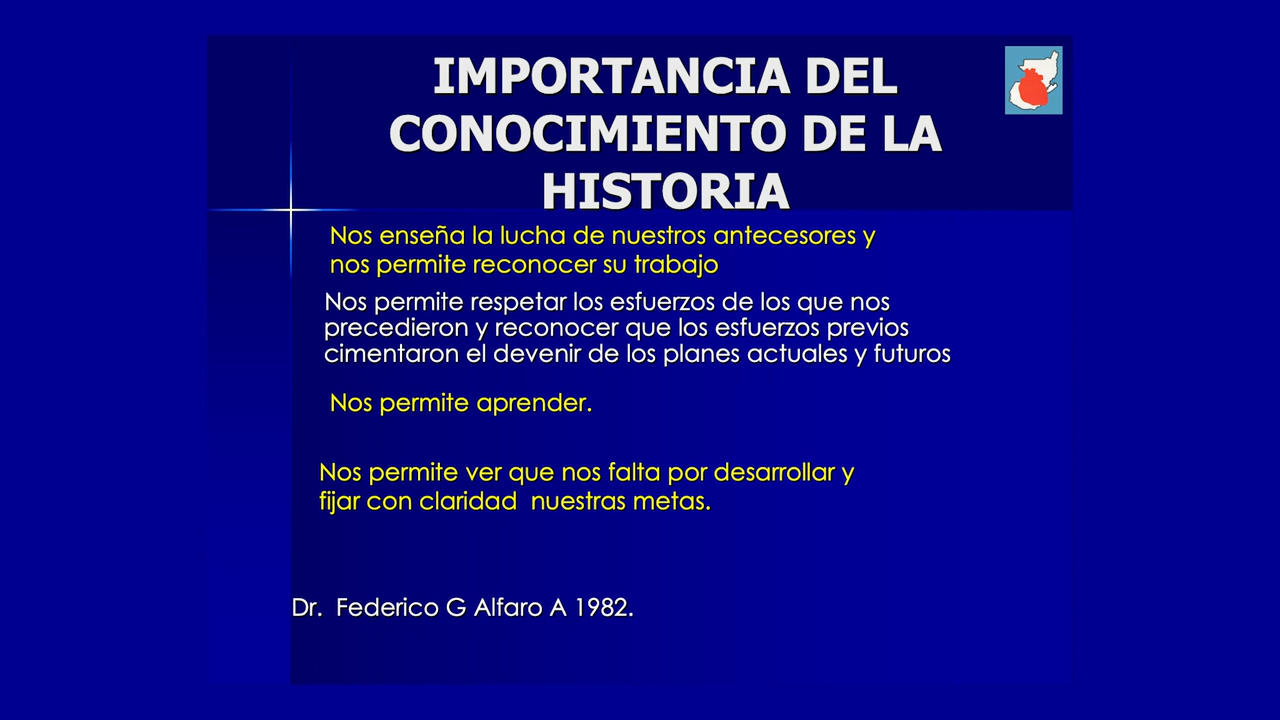 IMPORTANCIA DEL
CONOCIMIENTO DE LA
HISTORIA
Nos enseña la lucha de nuestros antecesores y
nos permite reconocer su trabajo
Nos permite respetar los esfuerzos de los que nos
precedieron y reconocer que los esfuerzos previos
cimentaron el devenir de los planes actuales y futuros
Nos permite aprender.
Nos permite ver que nos falta por desarrollar y
fijar con claridad  nuestras metas.
Dr.  Federico G Alfaro A 1982.